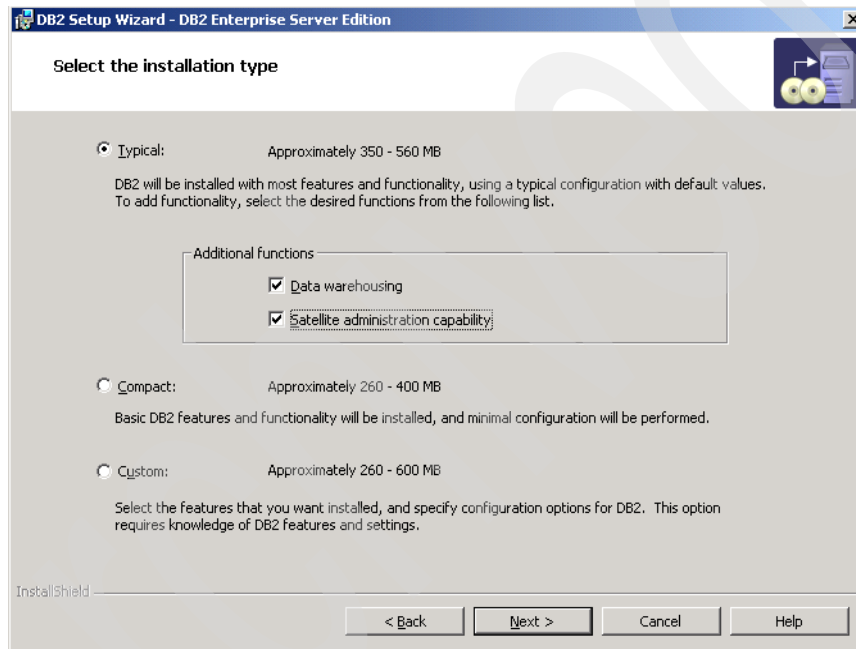 DB2 Setup Wizard - DB2 Enterprise Server Edition
Select the installation type
Typical: Approximately 350 - 560 MB
DB2 will be installed with most features and functionality, using a typical configuration with default values.
To add functionality, select the desired functions from the following list.
Additional functions
Data warehousing
Satellite administration capability
Compact: Approximately 260 - 400 MB
Basic DB2 features and functionality will be installed, and minimal configuration will be performed.
Custom: Approximately 260 - 600 MB
Select the features that you want installed, and specify configuration options for DB2. This option
requires knowledge of DB2 features and settings.
InstallShield
< Back Next > Cancel Help